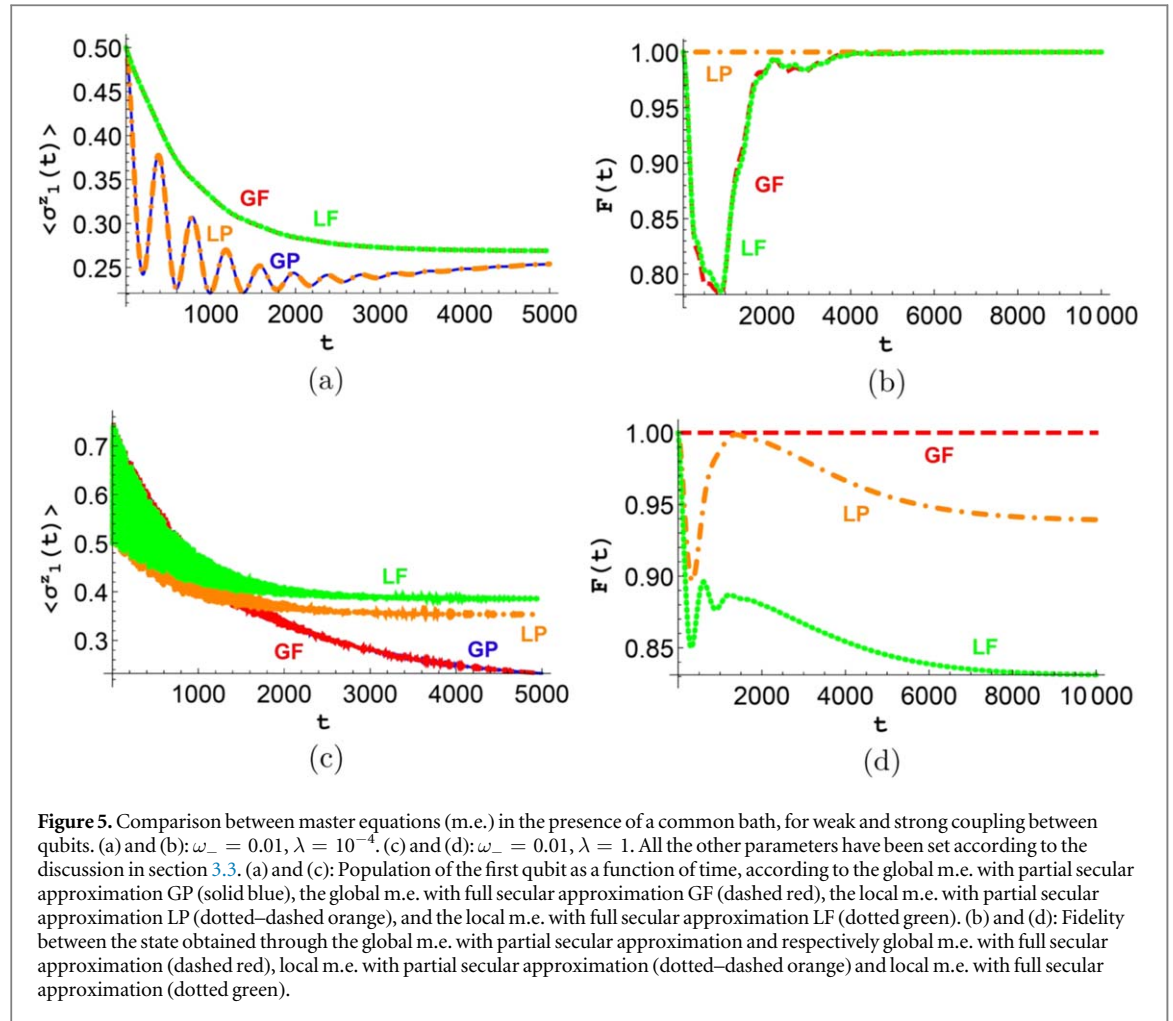 0.50
0.45
0.40
0.35
0.30
0.25
<σᶻ₁(t)>
GF
LF
LP
GP
1000 2000 3000 4000 5000
t
(a)
1.00
0.95
0.90
0.85
0.80
F(t)
LP
GF
LF
2000 4000 6000 8000 10 000
t
(b)
0.7
0.6
0.5
0.4
0.3
<σᶻ₁(t)>
LF
LP
GF
GP
1000 2000 3000 4000 5000
t
(c)
1.00
0.95
0.90
0.85
F(t)
GF
LP
LF
2000 4000 6000 8000 10 000
t
(d)
Figure 5. Comparison between master equations (m.e.) in the presence of a common bath, for weak and strong coupling between
qubits. (a) and (b): ω₋ = 0.01, λ = 10⁻⁴. (c) and (d): ω₋ = 0.01, λ = 1. All the other parameters have been set according to the
discussion in section 3.3. (a) and (c): Population of the first qubit as a function of time, according to the global m.e. with partial secular
approximation GP (solid blue), the global m.e. with full secular approximation GF (dashed red), the local m.e. with partial secular
approximation LP (dotted–dashed orange), and the local m.e. with full secular approximation LF (dotted green). (b) and (d): Fidelity
between the state obtained through the global m.e. with partial secular approximation and respectively global m.e. with full secular
approximation (dashed red), local m.e. with partial secular approximation (dotted–dashed orange) and local m.e. with full secular
approximation (dotted green).